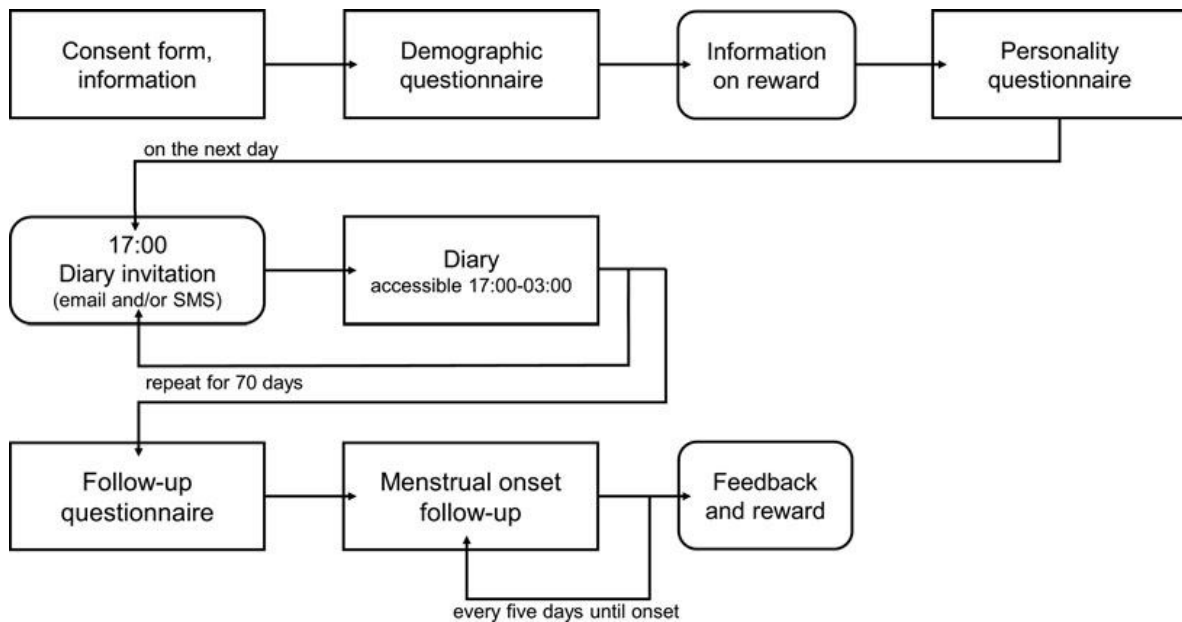 Consent form,
information
Demographic
questionnaire
Information
on reward
Personality
questionnaire
on the next day
17:00
Diary invitation
(email and/or SMS)
Diary
accessible 17:00-03:00
repeat for 70 days
Follow-up
questionnaire
Menstrual onset
follow-up
Feedback
and reward
every five days until onset